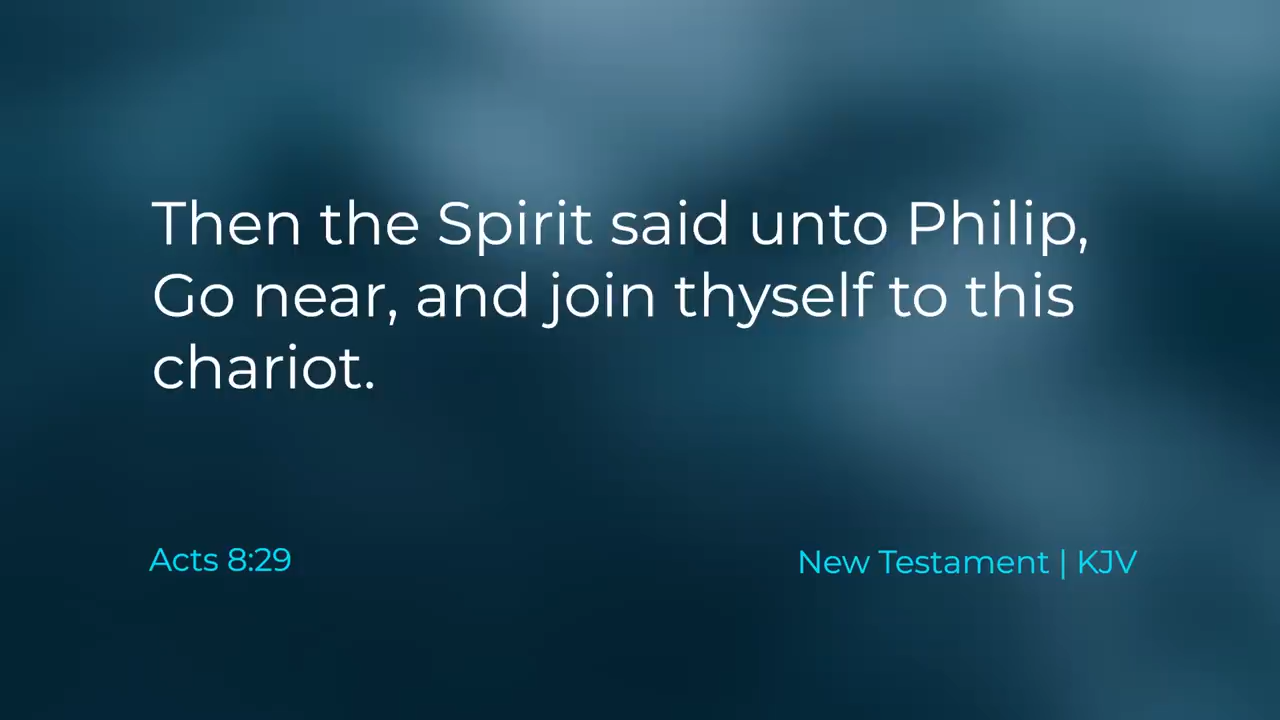 Then the Spirit said unto Philip,
Go near, and join thyself to this
chariot.
Acts 8:29
New Testament | KJV